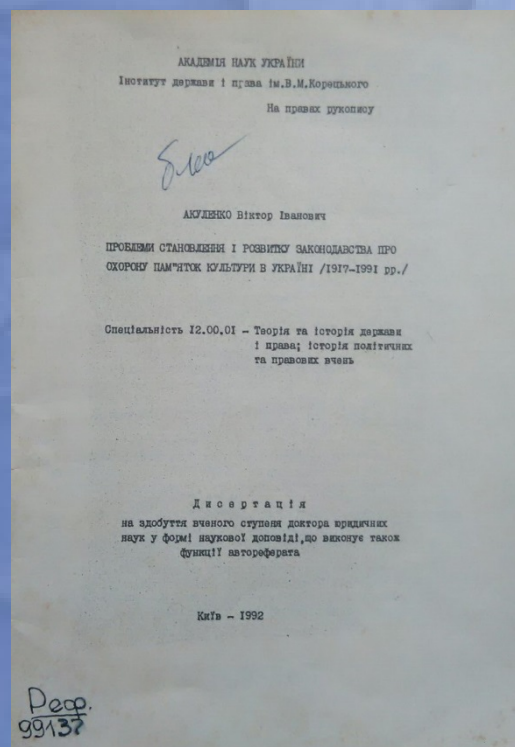 АКАДЕМІЯ НАУК УКРАЇНИ
Інститут держави і права ім.В.М.Корецького
На правах рукопису
АКУЛЕНКО Віктор Іванович
ПРОБЛЕМИ СТАНОВЛЕННЯ І РОЗВИТКУ ЗАКОНОДАВСТВА ПРО
ОХОРОНУ ПАМ"ЯТОК КУЛЬТУРИ В УКРАЇНІ /1917-1991 рр./
Спеціальність 12.00.01 - Теорія та історія держави
і права; історія політичних
та правових вчень
Дисертація
на здобуття вченого ступеня доктора юридичних
наук у формі наукової доповіді,що виконує також
функції автореферата
Київ - 1992
Реф.
99137